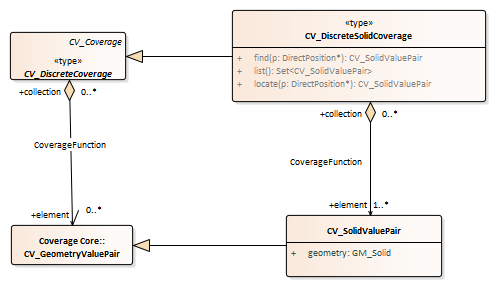 CV_Coverage
«type»
CV_DiscreteCoverage
«type»
CV_DiscreteSolidCoverage
+ find(p: DirectPosition*): CV_SolidValuePair
+ list(): Set<CV_SolidValuePair>
+ locate(p: DirectPosition*): CV_SolidValuePair
+collection 0..*
+collection 0..*
CoverageFunction
CoverageFunction
+element 0..*
+element 1..*
Coverage Core::
CV_GeometryValuePair
CV_SolidValuePair
+ geometry: GM_Solid